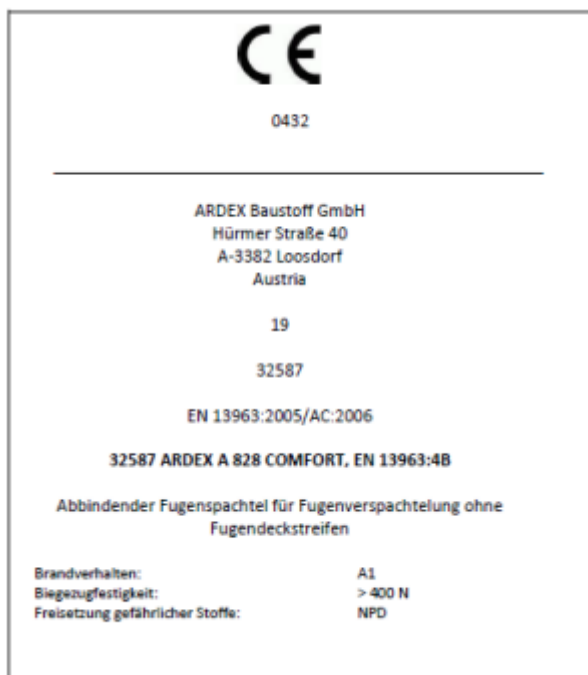 CE
0432
ARDEX Baustoff GmbH
Hürmer Straße 40
A-3382 Loosdorf
Austria
19
32587
EN 13963:2005/AC:2006
32587 ARDEX A 828 COMFORT, EN 13963:4B
Abbindender Fugenspachtel für Fugenverspachtelung ohne
Fugendeckstreifen
Brandverhalten: A1
Biegezugfestigkeit: > 400 N
Freisetzung gefährlicher Stoffe: NPD